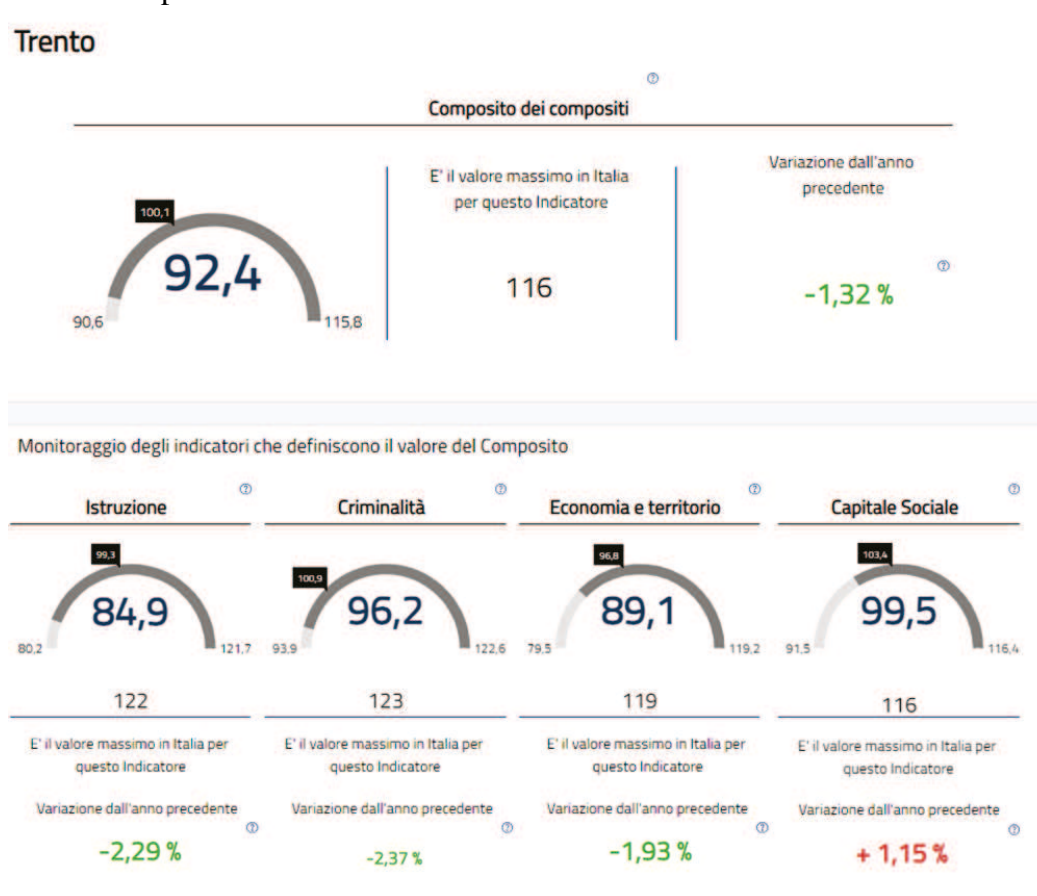 Trento
Composito dei compositi
100,1
92,4
90,6
115,8
E' il valore massimo in Italia
per questo Indicatore
116
Variazione dall'anno
precedente
-1,32 %
Monitoraggio degli indicatori che definiscono il valore del Composito
Istruzione
99,3
84,9
80,2
121,7
122
E' il valore massimo in Italia per
questo Indicatore
Variazione dall'anno precedente
-2,29 %
Criminalità
100,9
96,2
93,9
122,6
123
E' il valore massimo in Italia per
questo Indicatore
Variazione dall'anno precedente
-2,37 %
Economia e territorio
96,8
89,1
79,5
119,2
119
E' il valore massimo in Italia per
questo Indicatore
Variazione dall'anno precedente
-1,93 %
Capitale Sociale
103,4
99,5
91,5
116,4
116
E' il valore massimo in Italia per
questo Indicatore
Variazione dall'anno precedente
+ 1,15 %